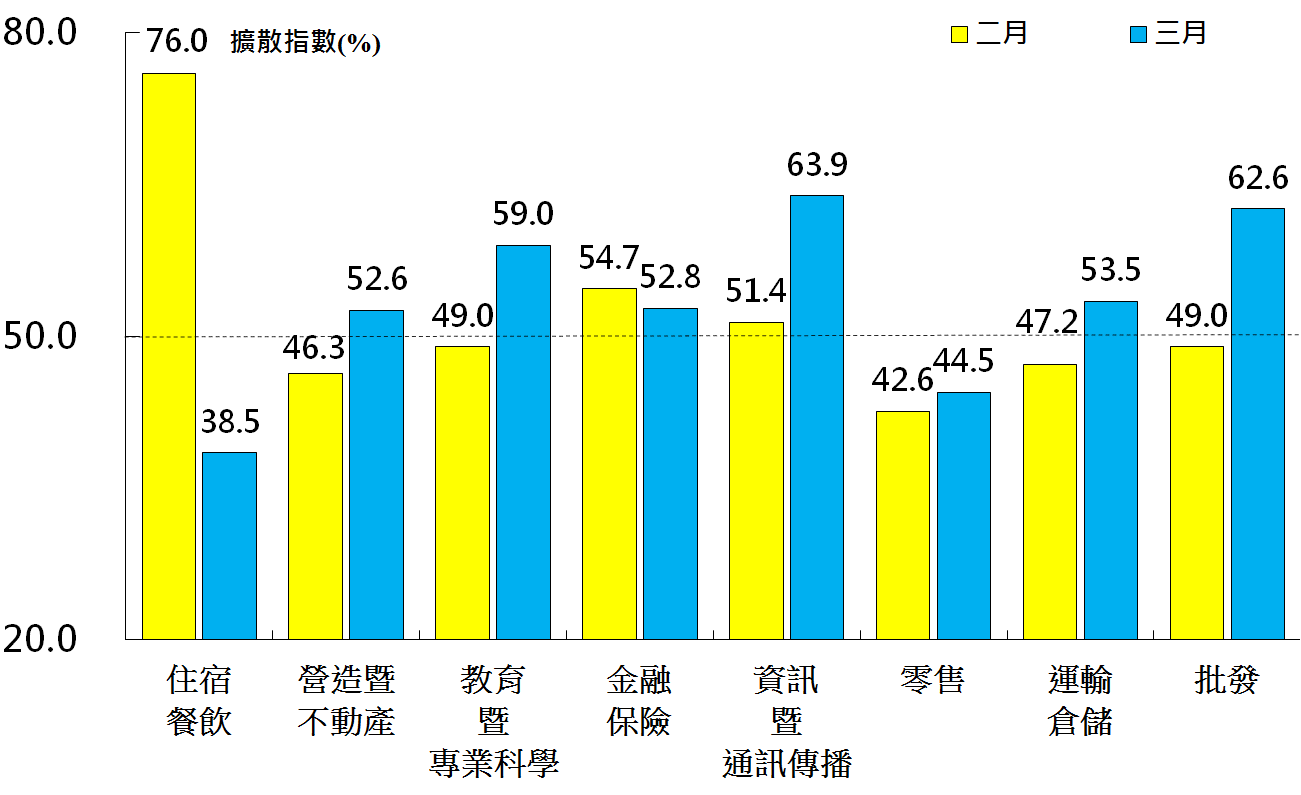 80.0
擴散指數(%)
二月
三月
76.0
38.5
46.3
52.6
49.0
59.0
54.7
52.8
51.4
63.9
42.6
44.5
47.2
53.5
49.0
62.6
50.0
20.0
住宿
餐飲
營造暨
不動產
教育
暨
專業科學
金融
保險
資訊
暨
通訊傳播
零售
運輸
倉儲
批發